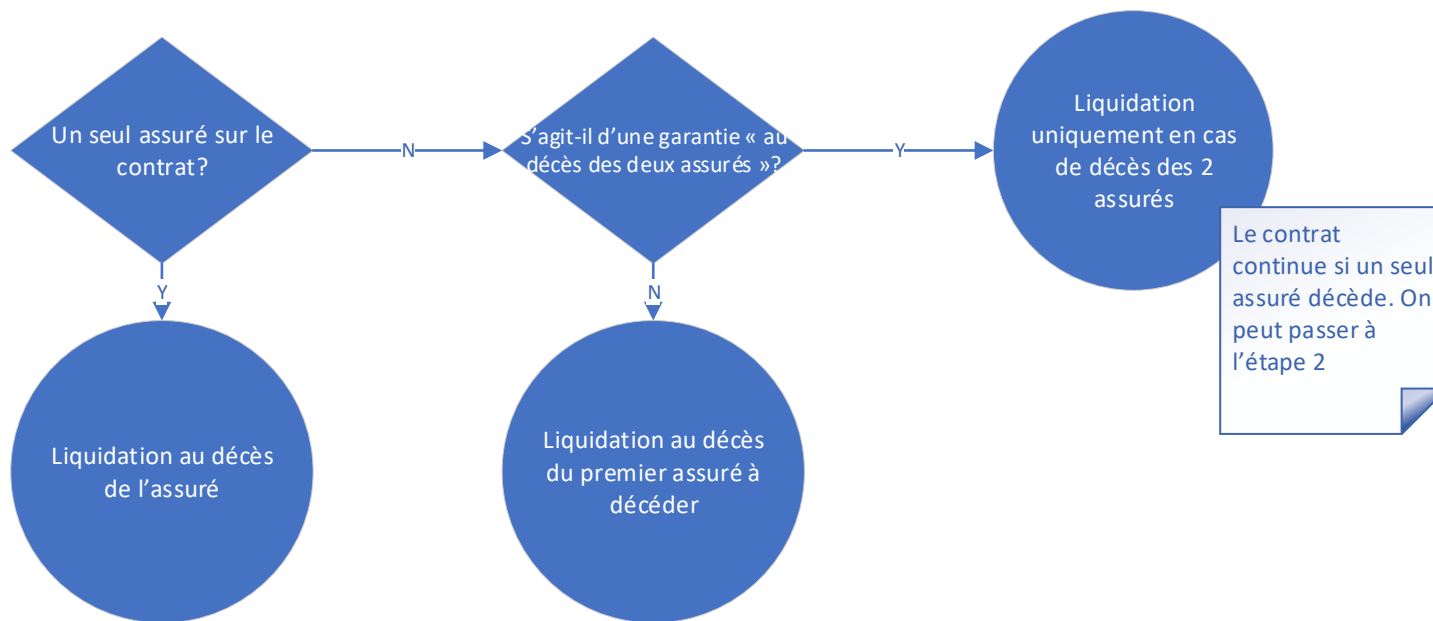 Un seul assuré sur le
contrat?
N
S’agit-il d’une garantie « au
décès des deux assurés »?
Y
Liquidation
uniquement en cas
de décès des 2
assurés
Le contrat
continue si un seul
assuré décède. On
peut passer à
l’étape 2
Y
N
Liquidation au décès
de l’assuré
Liquidation au décès
du premier assuré à
décéder